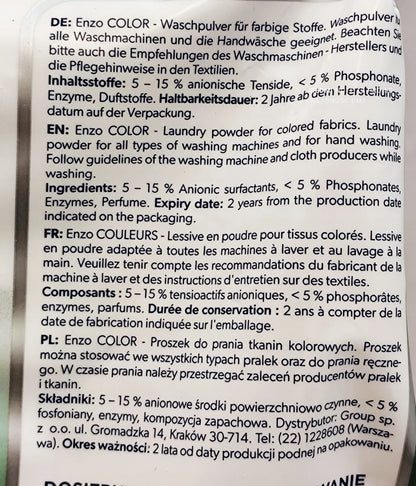 DE: Enzo COLOR - Waschpulver für farbige Stoffe. Waschpulver
alle Waschmachinen und die Handwäsche geeignet. Beachten Sie
bitte auch die Empfehlungen des Waschmaschinen - Herstellers und
die Pflegehinweise in den Textilien.
Inhaltsstoffe: 5 – 15 % anionische Tenside, < 5 % Phosphonate,
Enzyme, Duftstoffe. Haltbarkeitsdauer: 2 Jahre ab dem Herstellungs-
datum auf der Verpackung.
EN: Enzo COLOR - Laundry powder for colored fabrics. Laundry
powder for all types of washing machines and for hand washing.
Follow guidelines of the washing machine and cloth producers while
washing.
Ingredients: 5 – 15 % Anionic surfactants, < 5 % Phosphonates,
Enzymes, Perfume. Expiry date: 2 years from the production date
indicated on the packaging.
FR: Enzo COULEURS - Lessive en poudre pour tissus colorés. Lessive
en poudre adaptée à toutes les machines à laver et au lavage à la
main. Veuillez tenir compte les recommandations du fabricant de la
machine à laver et des instructions d'entretien sur des textiles.
Composants : 5 – 15 % tensioactifs anioniques, < 5 % phosphorâtes,
enzymes, parfums. Durée de conservation : 2 ans à compter de la
date de fabrication indiquée sur l'emballage.
PL: Enzo COLOR - Proszek do prania tkanin kolorowych. Proszek
można stosować we wszystkich typach pralek oraz do prania ręczne-
go. W czasie prania należy przestrzegać zaleceń producentów pralek
i tkanin.
Składniki: 5 – 15 % anionowe środki powierzchniowo czynne, < 5 %
fosfoniany, enzymy, kompozycja zapachowa. Dystrybutor: Group sp.
z o.o. ul. Gromadzka 14, Kraków 30-714. Tel: (22) 1228608 (Warsza-
wa). Okres ważności: 2 lata od daty produkcji podnej na opakowaniu.